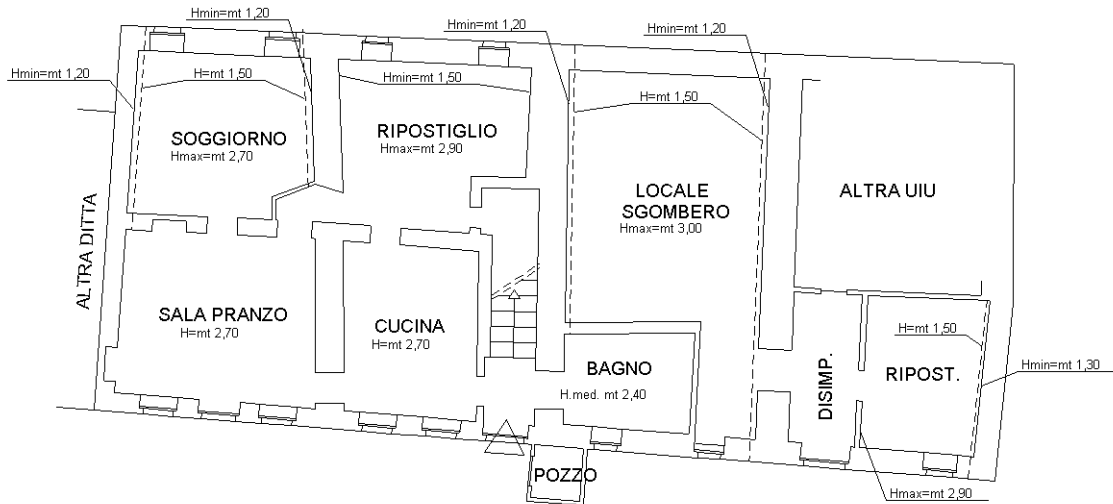 Hmin=mt 1,20
Hmin=mt 1,20
Hmin=mt 1,20
Hmin=mt 1,20
H=mt 1,50
Hmin=mt 1,50
H=mt 1,50
SOGGIORNO
Hmax=mt 2,70
RIPOSTIGLIO
Hmax=mt 2,90
LOCALE
SGOMBERO
Hmax=mt 3,00
ALTRA UIU
ALTRA DITTA
SALA PRANZO
H=mt 2,70
CUCINA
H=mt 2,70
BAGNO
H.med. mt 2,40
DISIMP.
H=mt 1,50
RIPOST.
Hmin=mt 1,30
POZZO
Hmax=mt 2,90